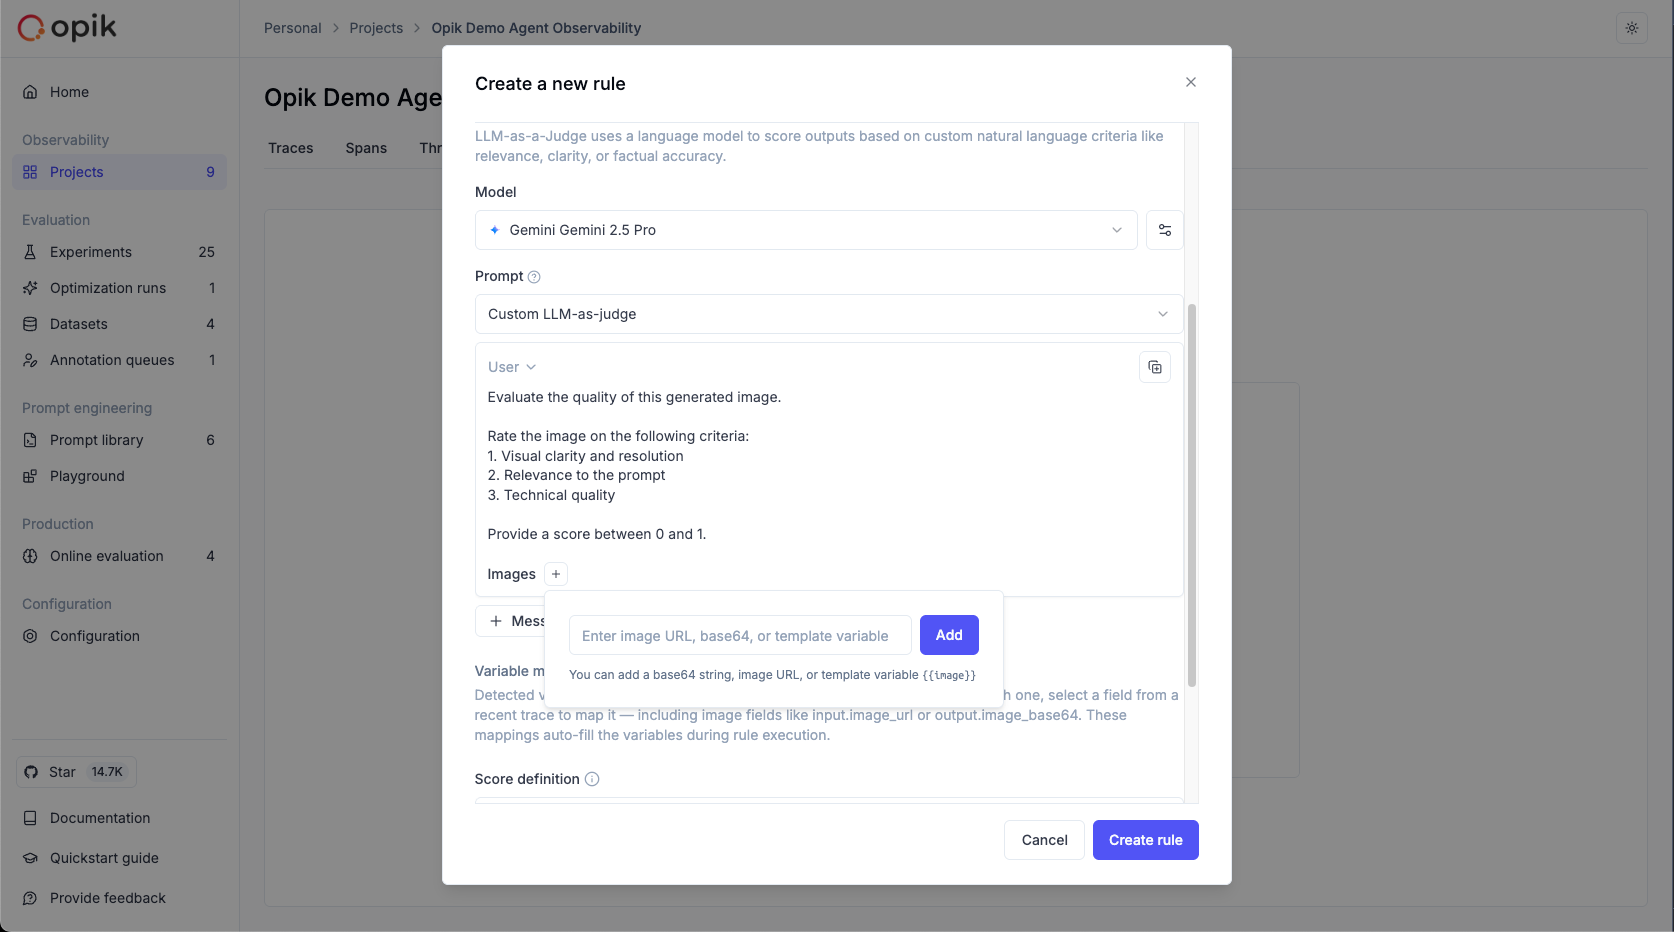 opik
Personal > Projects > Opik Demo Agent Observability
Home
Observability
Projects 9
Evaluation
Experiments 25
Optimization runs 1
Datasets 4
Annotation queues 1
Prompt engineering
Prompt library 6
Playground
Production
Online evaluation 4
Configuration
Configuration
Star 14.7K
Documentation
Quickstart guide
Provide feedback
Opik Demo Age
Traces Spans Thr
Create a new rule
LLM-as-a-Judge uses a language model to score outputs based on custom natural language criteria like
relevance, clarity, or factual accuracy.
Model
Gemini Gemini 2.5 Pro
Prompt
Custom LLM-as-judge
User
Evaluate the quality of this generated image.
Rate the image on the following criteria:
1. Visual clarity and resolution
2. Relevance to the prompt
3. Technical quality
Provide a score between 0 and 1.
Images +
+ Mess
Enter image URL, base64, or template variable
Add
You can add a base64 string, image URL, or template variable {{image}}
Variable m
Detected v h one, select a field from a
recent trace to map it — including image fields like input.image_url or output.image_base64. These
mappings auto-fill the variables during rule execution.
Score definition
Cancel
Create rule